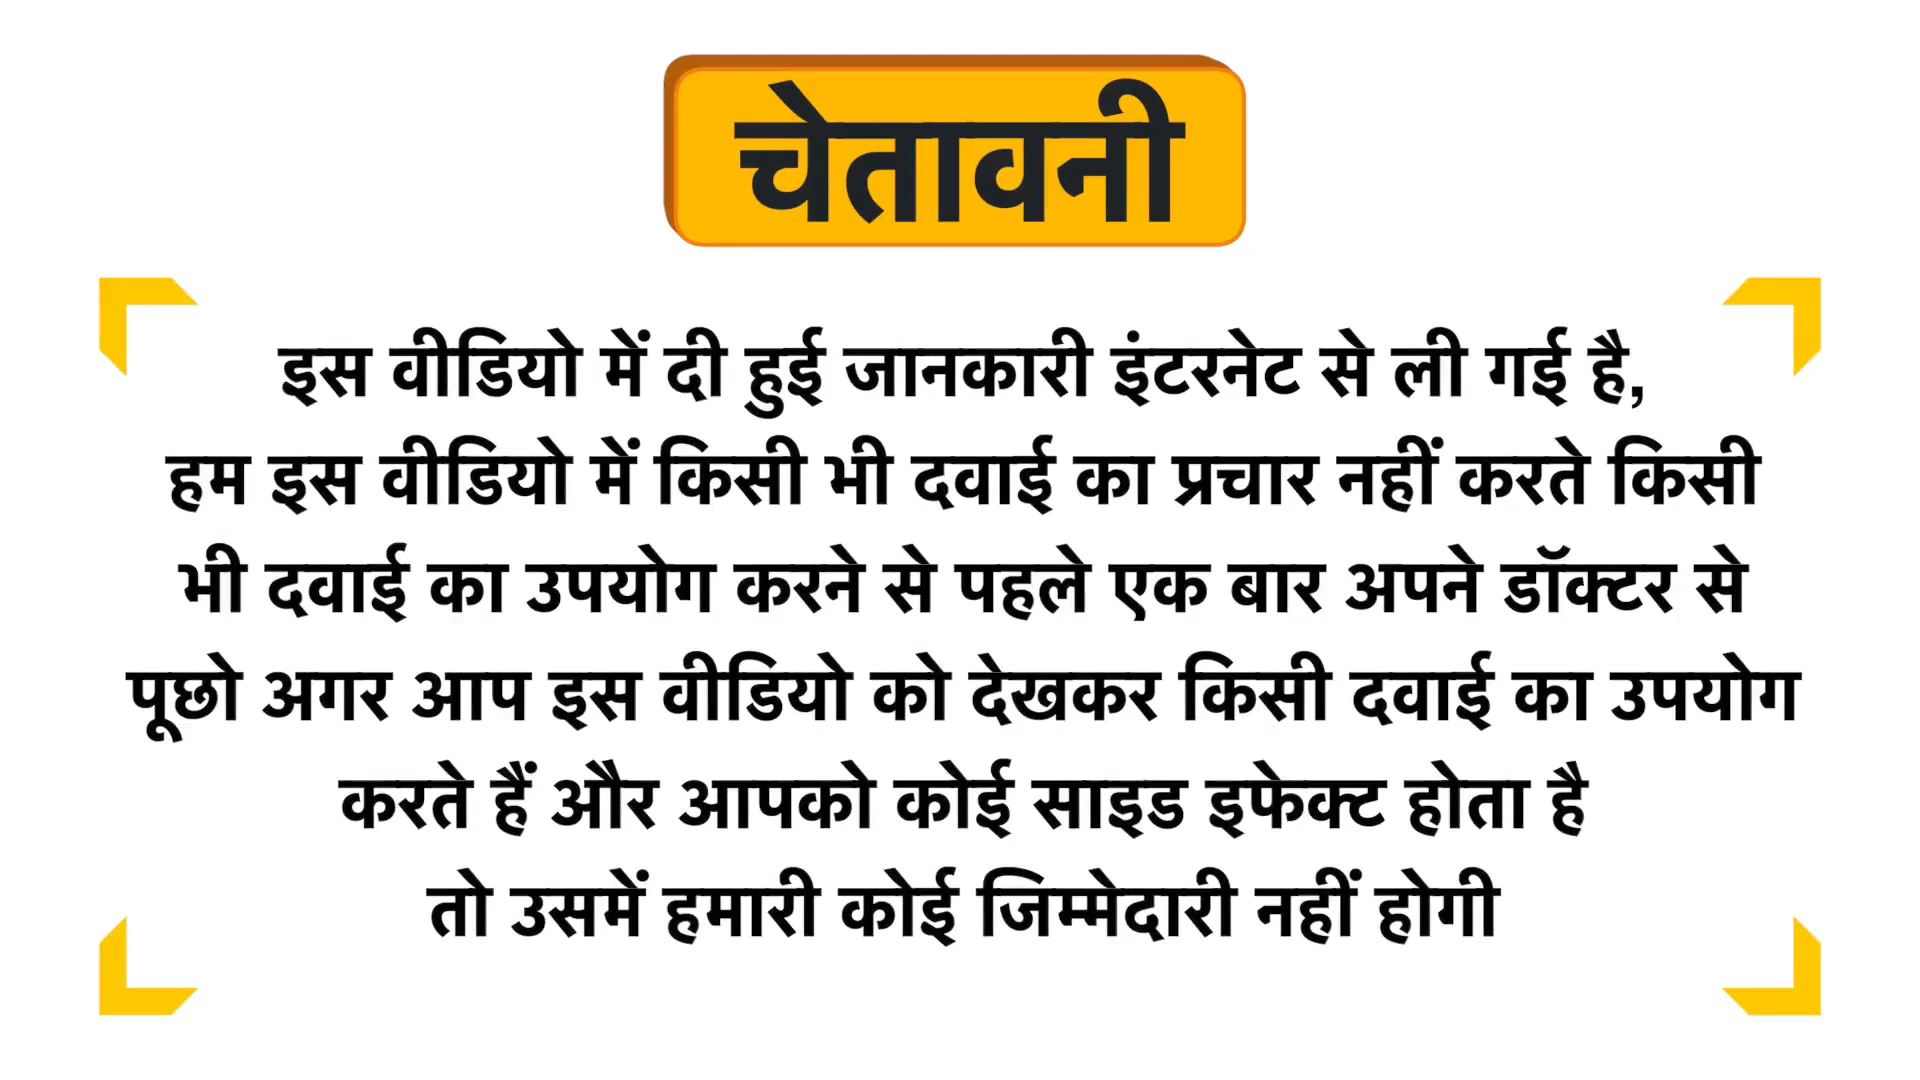 चेतावनी
इस वीडियो में दी हुई जानकारी इंटरनेट से ली गई है,
हम इस वीडियो में किसी भी दवाई का प्रचार नहीं करते किसी
भी दवाई का उपयोग करने से पहले एक बार अपने डॉक्टर से
पूछो अगर आप इस वीडियो को देखकर किसी दवाई का उपयोग
करते हैं और आपको कोई साइड इफेक्ट होता है
तो उसमें हमारी कोई जिम्मेदारी नहीं होगी